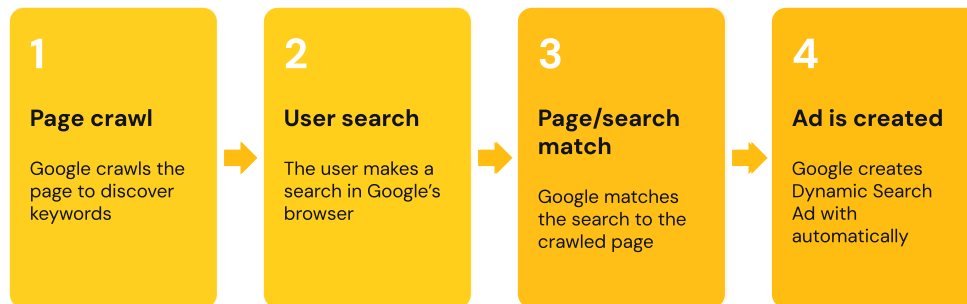 1
Page crawl
Google crawls the
page to discover
keywords
2
User search
The user makes a
search in Google's
browser
3
Page/search
match
Google matches
the search to the
crawled page
4
Ad is created
Google creates
Dynamic Search
Ad with
automatically